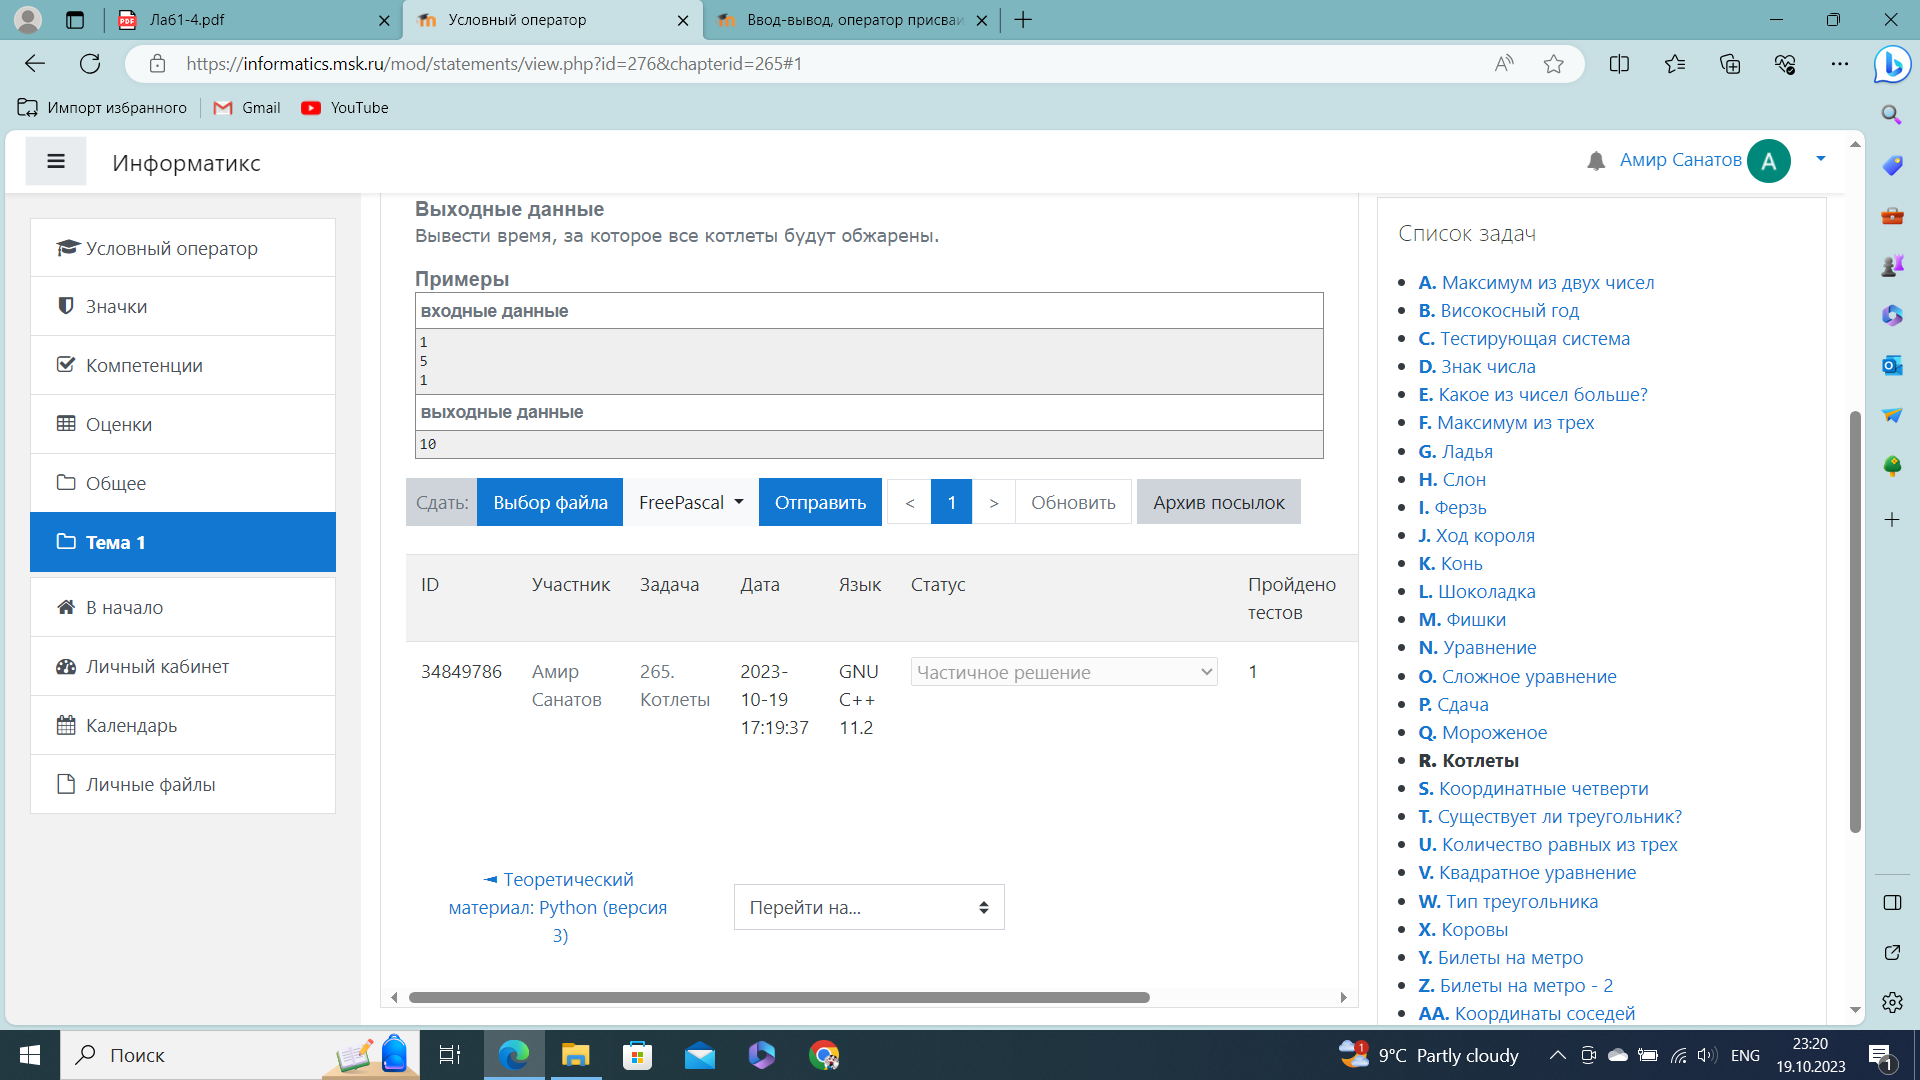 Ла61-4.pdf
Условный оператор
Ввод-вывод, оператор присваи
https://informatics.msk.ru/mod/statements/view.php?id=276&chapterid=265#1
Импорт избранного
Gmail
YouTube
Информатикс
Амир Санатов
A
Условный оператор
Значки
Компетенции
Оценки
Общее
Тема 1
В начало
Личный кабинет
Календарь
Личные файлы
Выходные данные
Вывести время, за которое все котлеты будут обжарены.
Примеры
входные данные
1
5
1
выходные данные
10
Сдать: Выбор файла FreePascal Отправить < 1 > Обновить Архив посылок
ID Участник Задача Дата Язык Статус Пройдено тестов
34849786 Амир Санатов 265. Котлеты 2023-10-19 17:19:37 GNU C++ 11.2 Частичное решение 1
◄ Теоретический
материал: Python (версия
3)
Перейти на...
Список задач
A. Максимум из двух чисел
B. Високосный год
C. Тестирующая система
D. Знак числа
E. Какое из чисел больше?
F. Максимум из трех
G. Ладья
H. Слон
I. Ферзь
J. Ход короля
K. Конь
L. Шоколадка
M. Фишки
N. Уравнение
O. Сложное уравнение
P. Сдача
Q. Мороженое
R. Котлеты
S. Координатные четверти
T. Существует ли треугольник?
U. Количество равных из трех
V. Квадратное уравнение
W. Тип треугольника
X. Коровы
Y. Билеты на метро
Z. Билеты на метро - 2
AA. Координаты соседей
Поиск
1
9°C Partly cloudy
ENG
23:20
19.10.2023
1